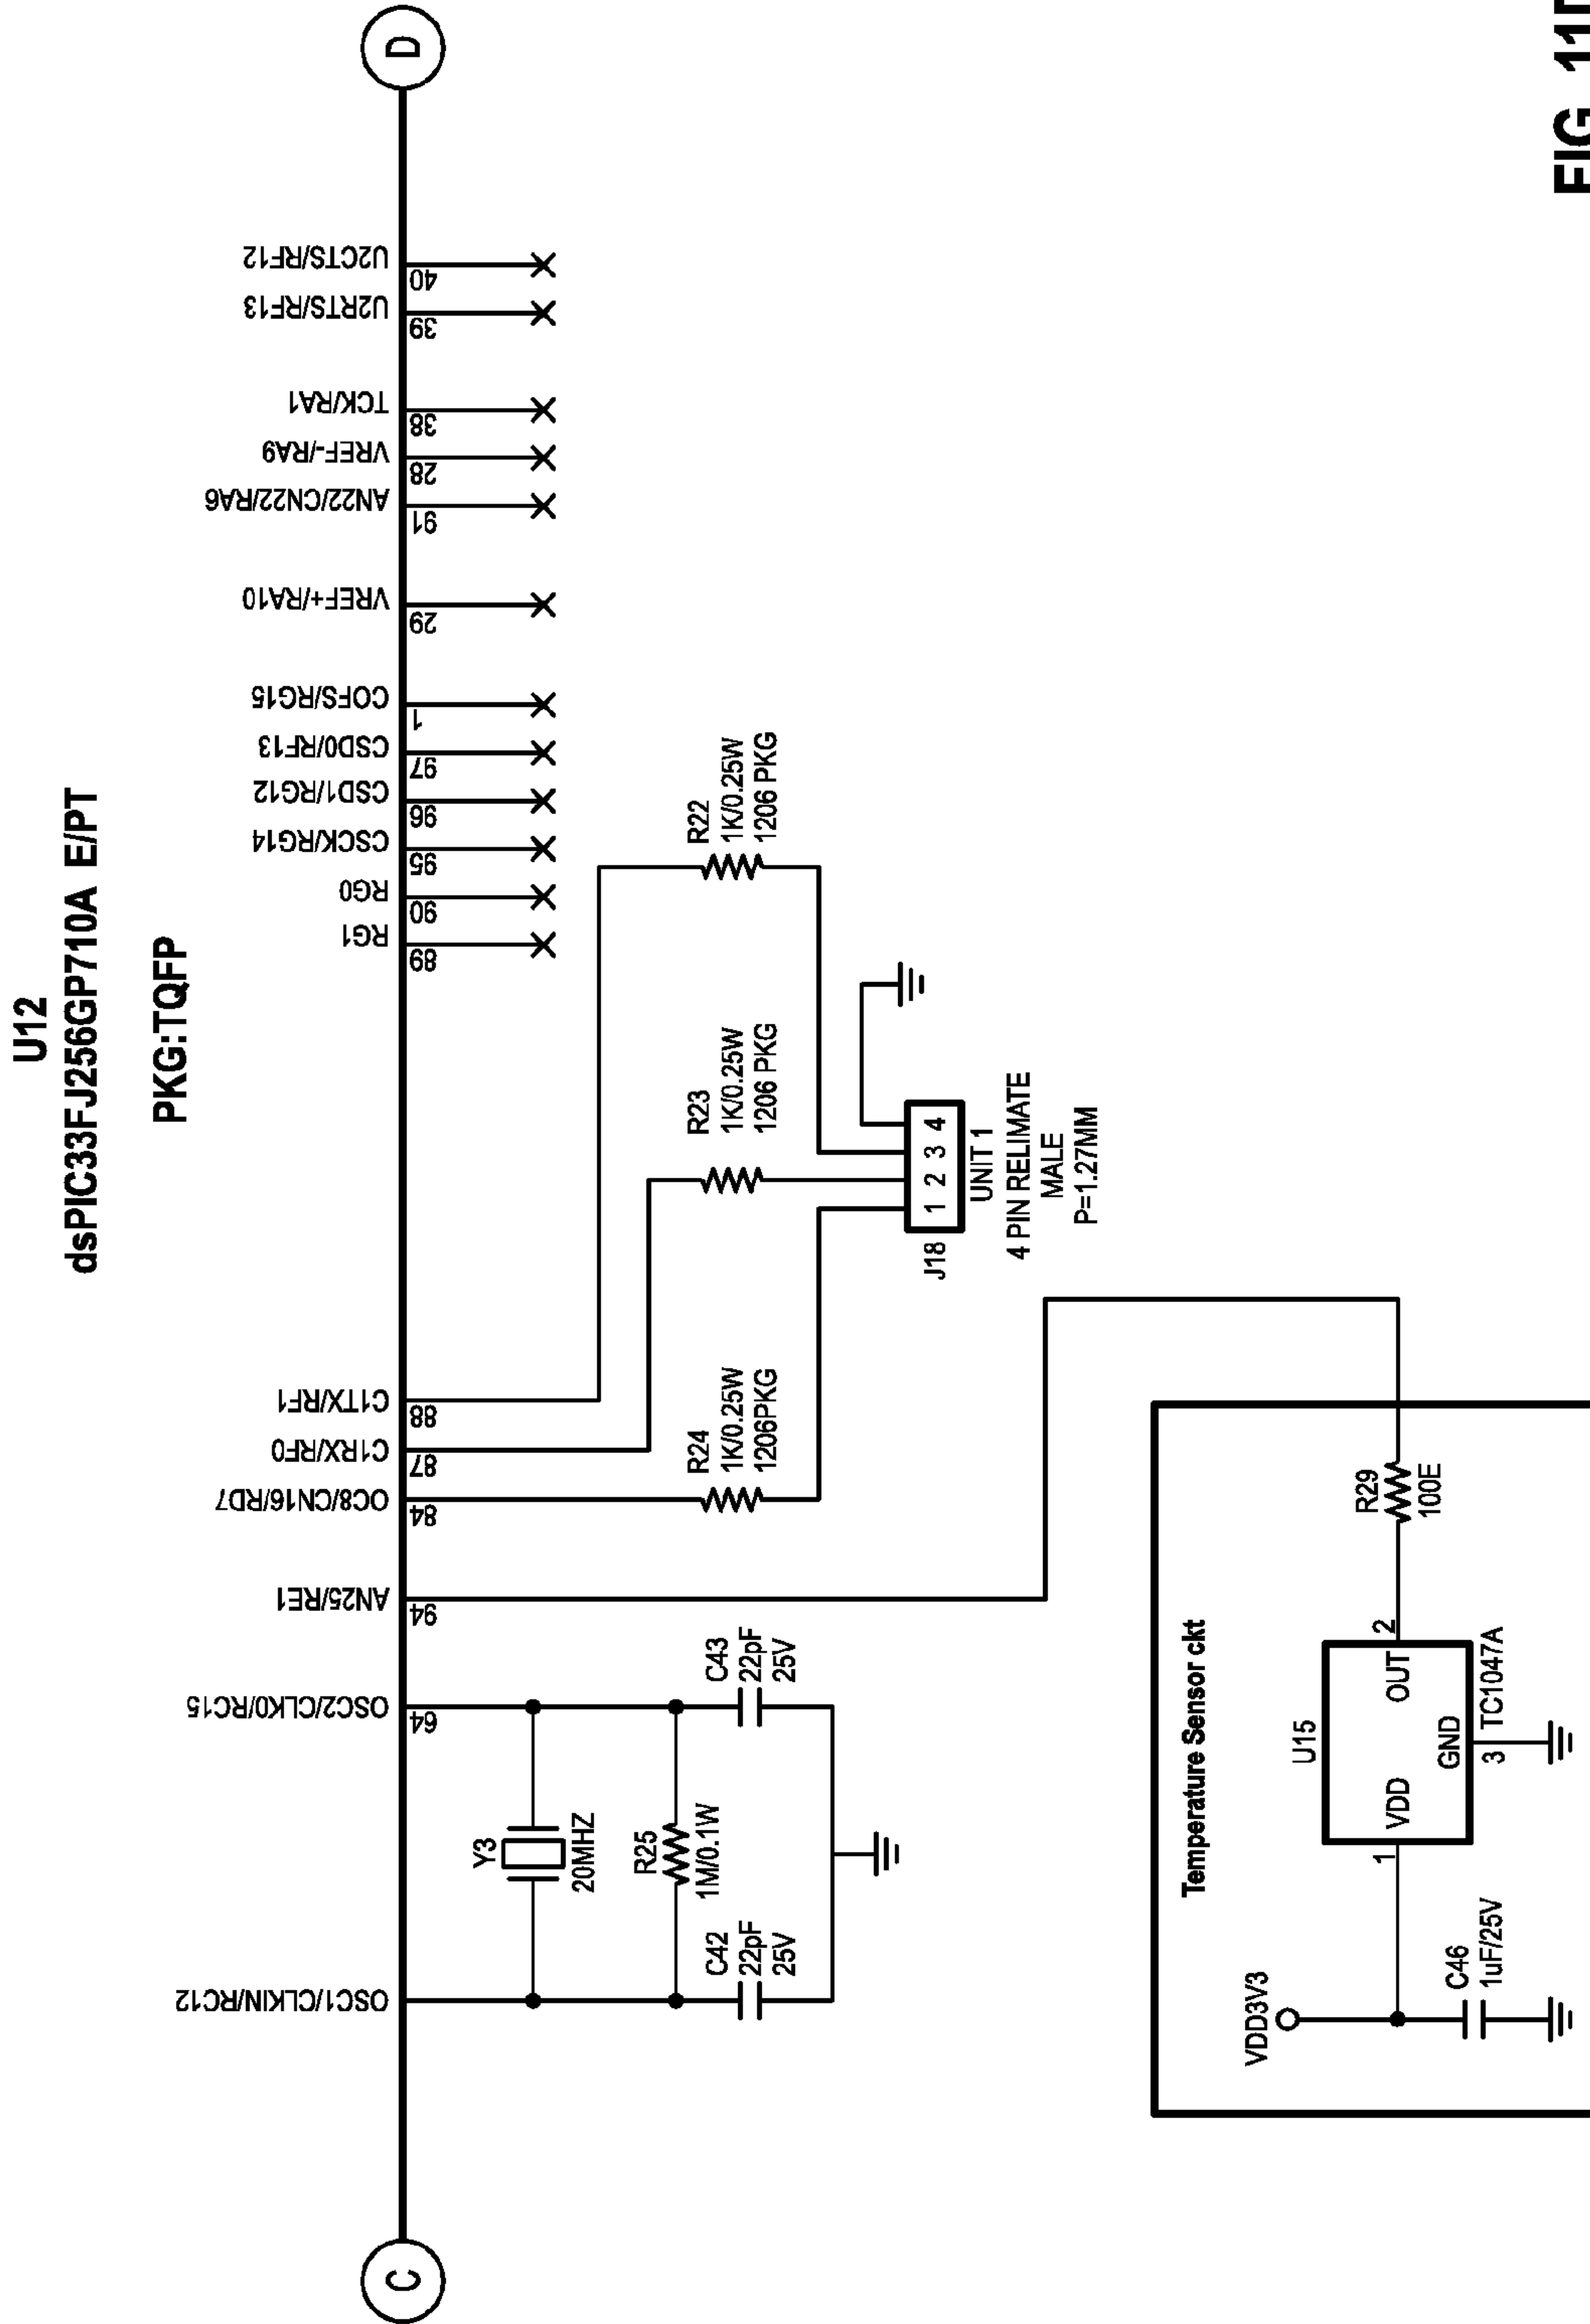 U12
dsPIC33FJ256GP710A E/PT
PKG:TQFP
C
D
OSC1/CLKIN/RC12
OSC2/CLK0/RC15
64
AN25/RE1
94
OC8/CN16/RD7
84
C1RX/RF0
87
C1TX/RF1
88
RG1
89
RG0
90
CSCK/RG14
95
CSD1/RG12
96
CSD0/RF13
97
COFS/RG15
1
VREF+/RA10
29
AN22/CN22/RA6
91
VREF-/RA9
28
TCK/RA1
38
U2RTS/RF13
39
U2CTS/RF12
40
Y3
20MHZ
R25
1M/0.1W
C42
22pF
25V
C43
22pF
25V
R24
1K/0.25W
1206PKG
R23
1K/0.25W
1206 PKG
R22
1K/0.25W
1206 PKG
J18
1 2 3 4
UNIT 1
4 PIN RELIMATE
MALE
P=1.27MM
Temperature Sensor ckt
VDD3V3
C46
1uF/25V
U15
1
VDD
OUT
2
GND
3
TC1047A
R29
100E
FIG. 11D